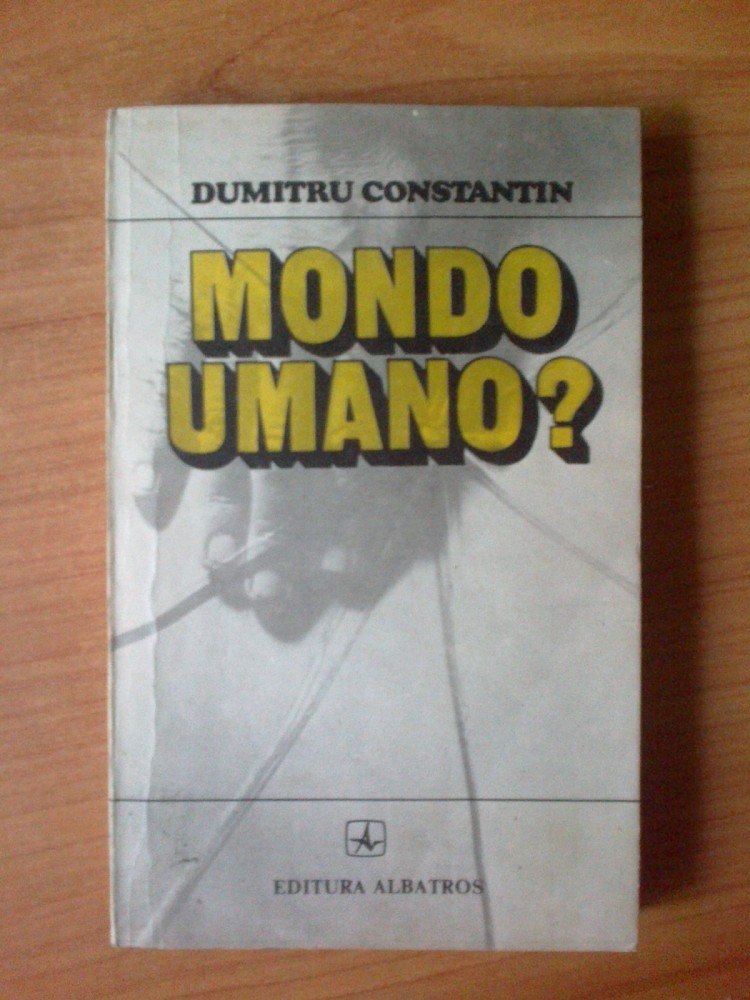 DUMITRU CONSTANTIN
MONDO
UMANO?
EDITURA ALBATROS